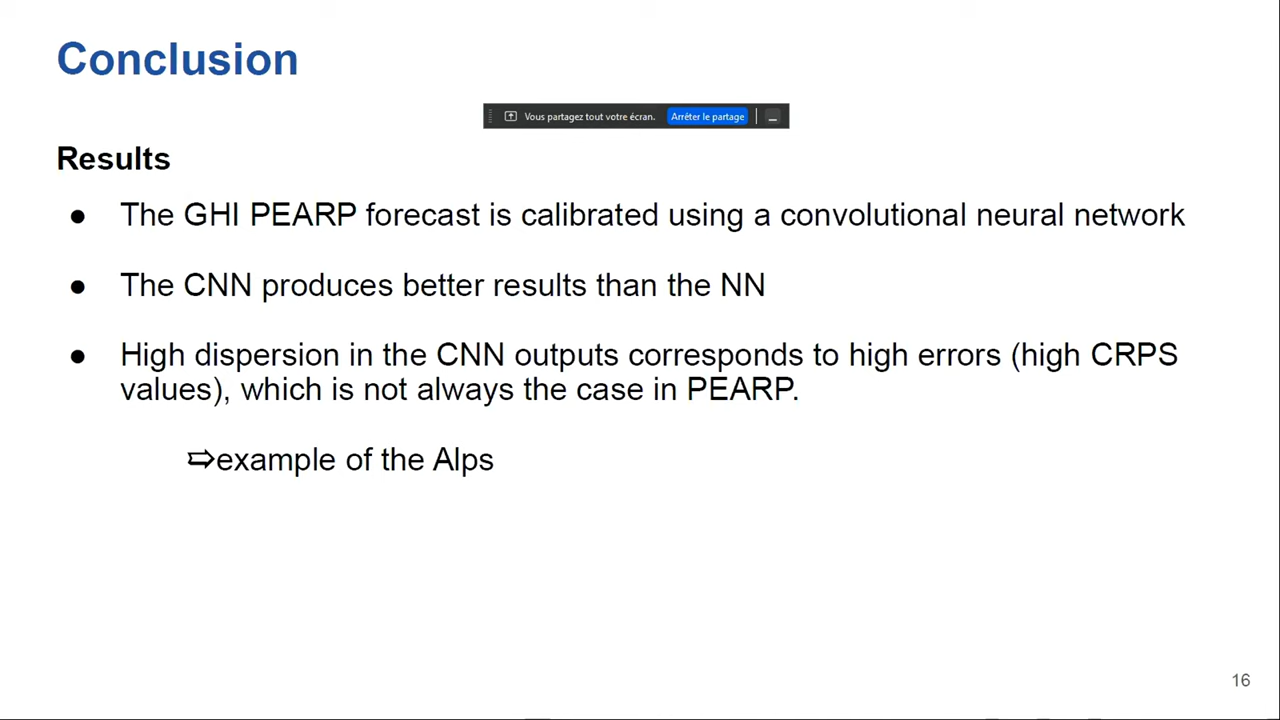 Conclusion
Vous partagez tout votre écran. Arrêter le partage
Results
● The GHI PEARP forecast is calibrated using a convolutional neural network
● The CNN produces better results than the NN
● High dispersion in the CNN outputs corresponds to high errors (high CRPS
values), which is not always the case in PEARP.
⇨example of the Alps
16